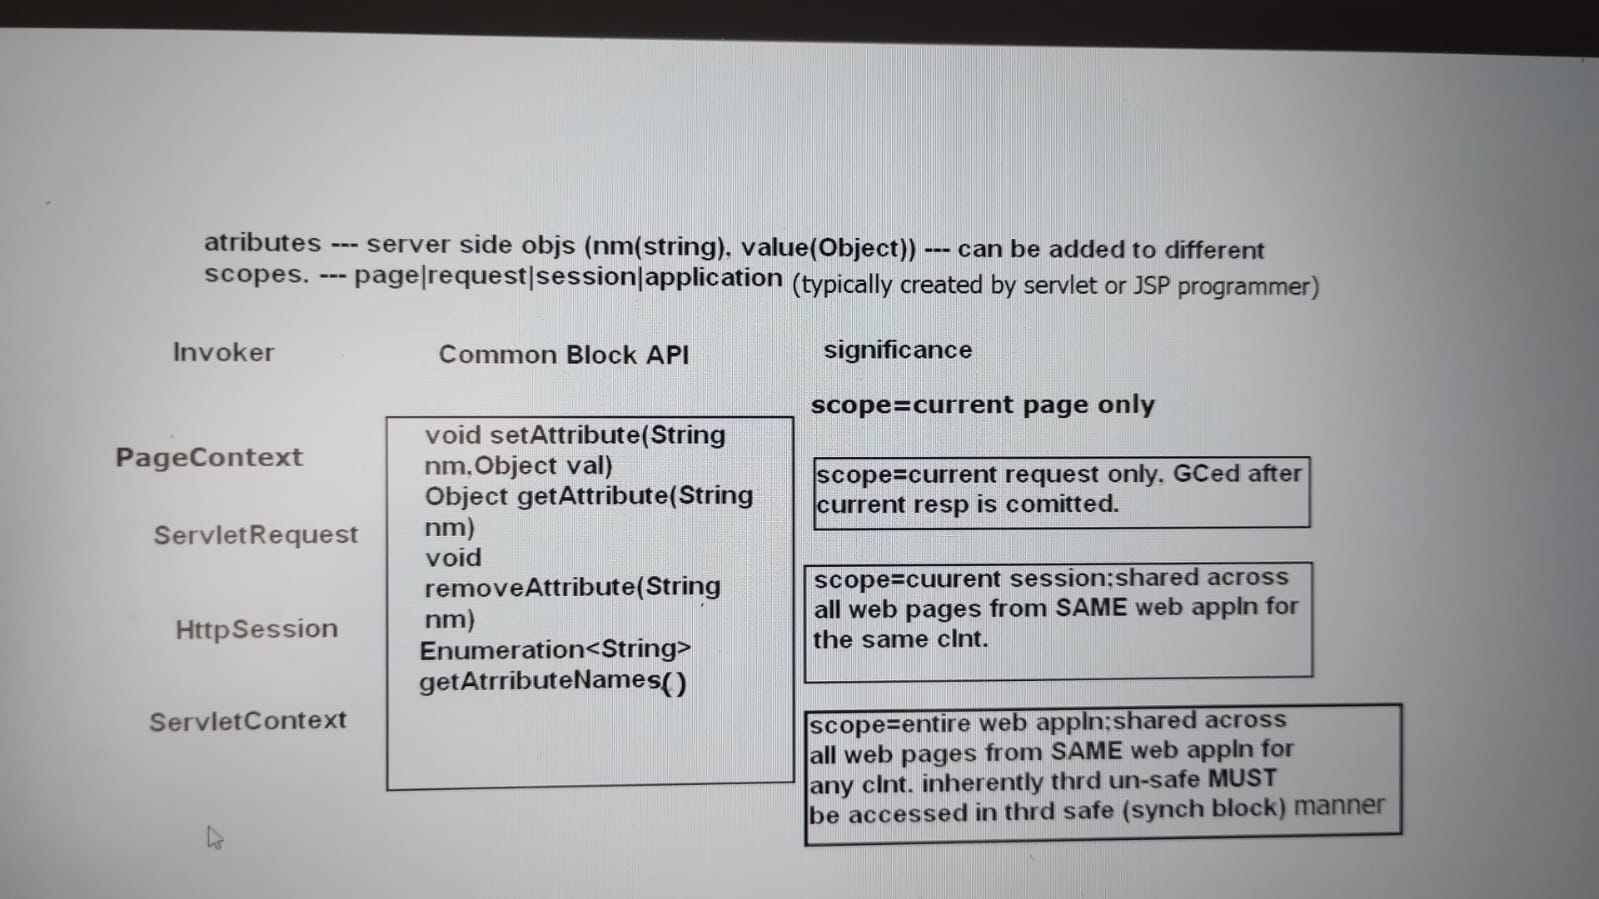 atributes --- server side objs (nm(string), value(Object)) --- can be added to different
scopes. --- page|request|session|application (typically created by servlet or JSP programmer)
Invoker
Common Block API
significance
scope=current page only
PageContext
void setAttribute(String
nm,Object val)
Object getAttribute(String
nm)
void
removeAttribute(String
nm)
Enumeration<String>
getAtrributeNames()
scope=current request only. GCed after
current resp is comitted.
ServletRequest
scope=cuurent session;shared across
all web pages from SAME web appln for
the same clnt.
HttpSession
ServletContext
scope=entire web appln;shared across
all web pages from SAME web appln for
any clnt. inherently thrd un-safe MUST
be accessed in thrd safe (synch block) manner